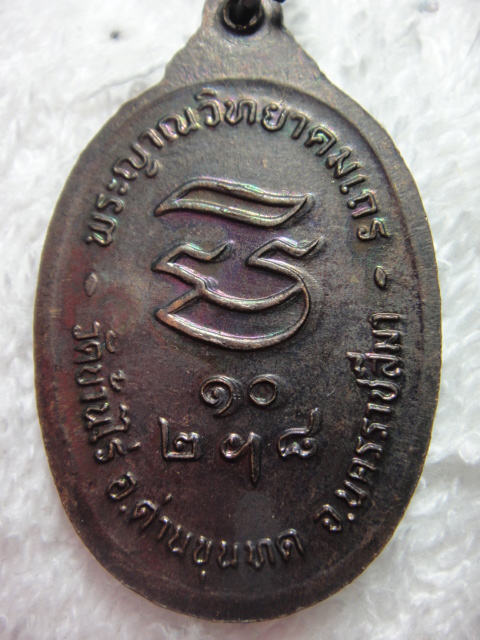 พระญาณวิทยาคมเถร
๑๐
๒ ๘
วัดบ้านไร่ อ.ด่านขุนทด จ.นครราชสีมา